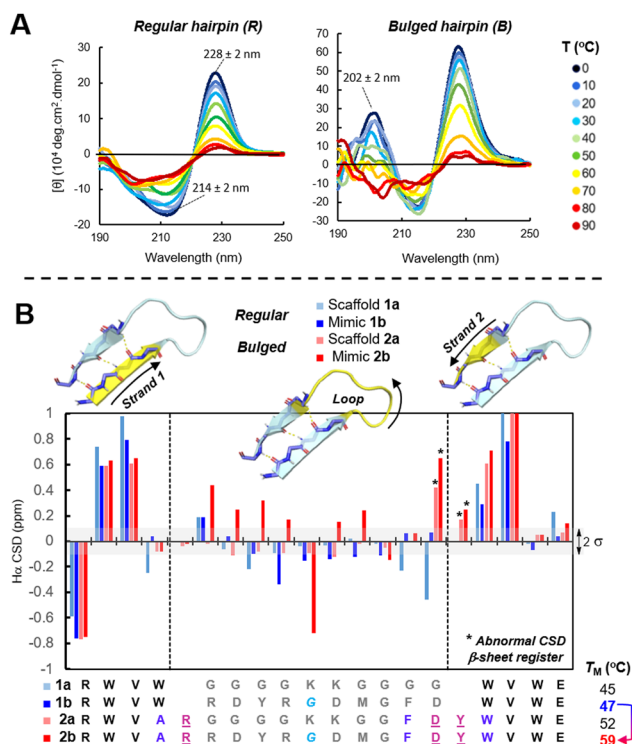 A
Regular hairpin (R)
Bulged hairpin (B)
T (°C)
[θ] (10⁴ deg.cm².dmol⁻¹)
30
20
10
0
-10
-20
228 ± 2 nm
214 ± 2 nm
190
210
230
250
Wavelength (nm)
70
60
50
40
30
20
10
0
-10
-20
-30
202 ± 2 nm
190
210
230
250
Wavelength (nm)
0
10
20
30
40
50
60
70
80
90
B
Regular
Bulged
Scaffold 1a
Mimic 1b
Scaffold 2a
Mimic 2b
Strand 1
Loop
Strand 2
Hα CSD (ppm)
1
0.8
0.6
0.4
0.2
0
-0.2
-0.4
-0.6
-0.8
-1
* *
* *
2 σ
* Abnormal CSD
β-sheet register
TM
1a R W V W G G G G K K G G G G W V W E 45
1b R W V W R D Y R G D M G F D W V W E 47
2a R W V A R G G G G K K G G F D Y W V W E 52
2b R W V A R R D Y R G D M G F D Y W V W E 59